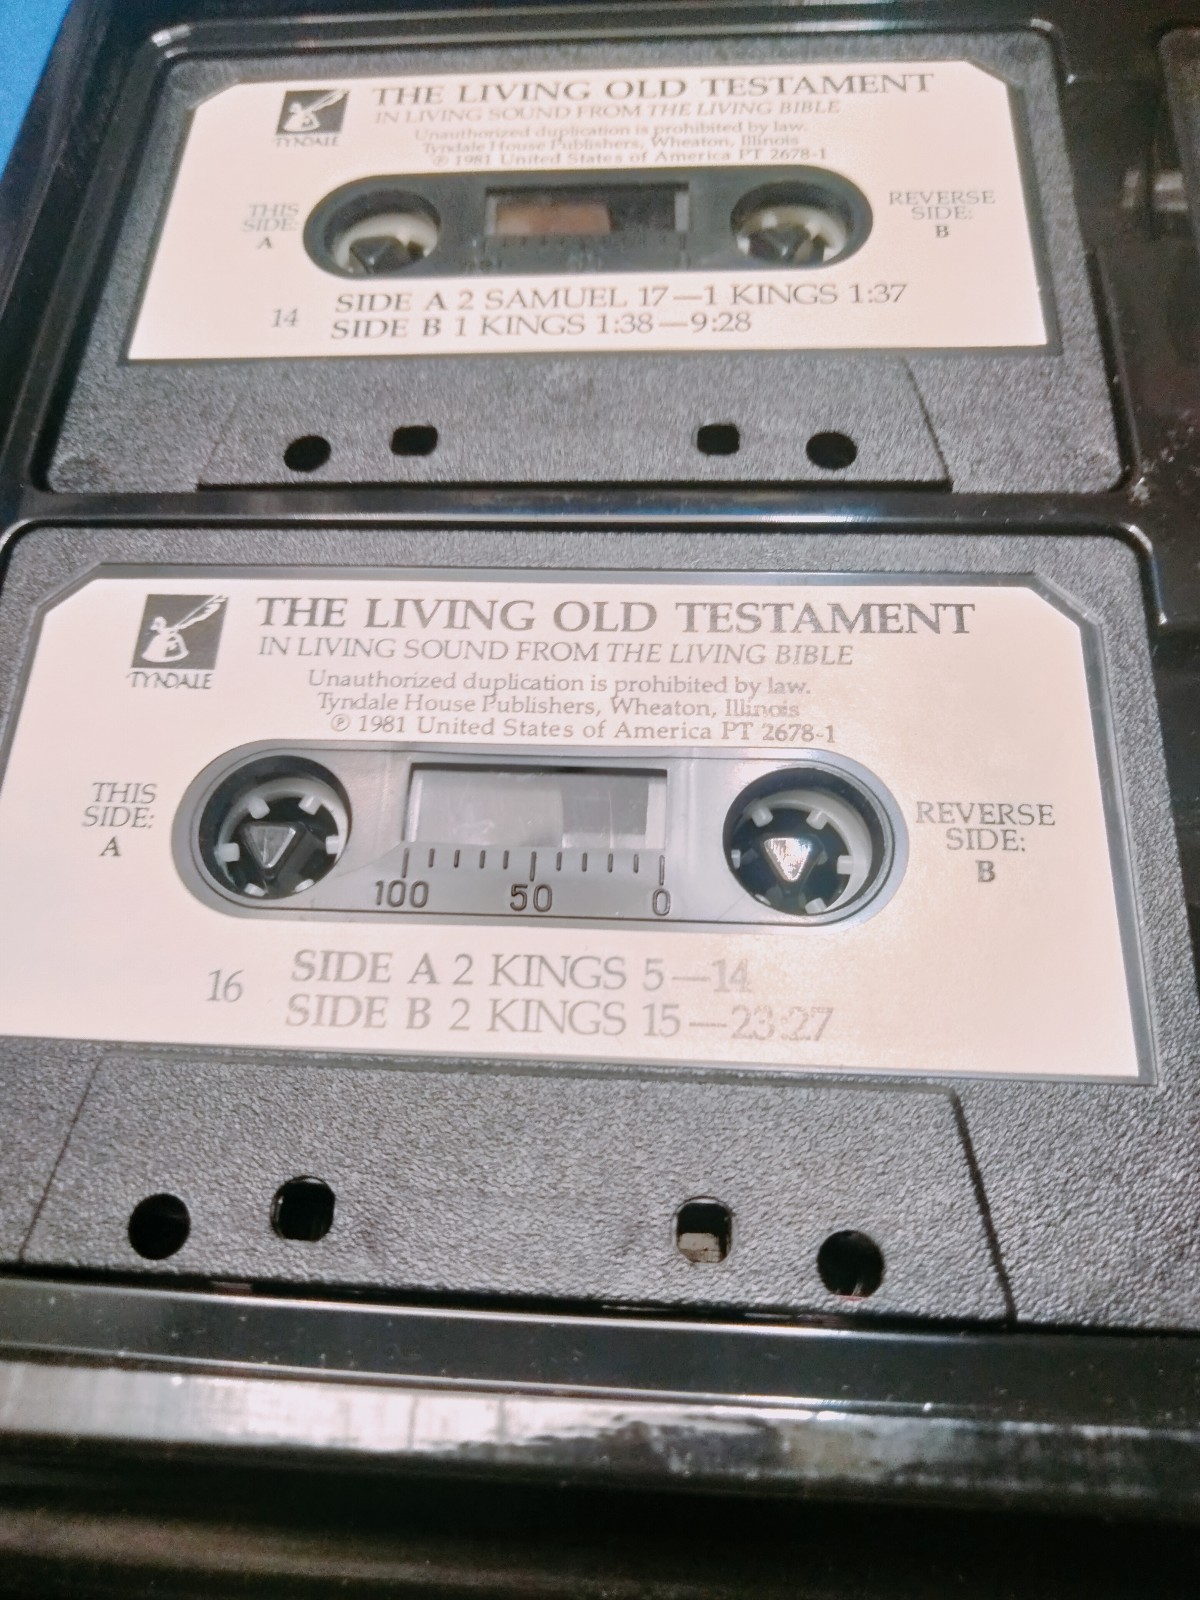 TYNDALE
THE LIVING OLD TESTAMENT
IN LIVING SOUND FROM THE LIVING BIBLE
Unauthorized duplication is prohibited by law.
Tyndale House Publishers, Wheaton, Illinois
℗ 1981 United States of America PT 2678-1
THIS
SIDE:
A
REVERSE
SIDE:
B
14
SIDE A 2 SAMUEL 17—1 KINGS 1:37
SIDE B 1 KINGS 1:38—9:28
TYNDALE
THE LIVING OLD TESTAMENT
IN LIVING SOUND FROM THE LIVING BIBLE
Unauthorized duplication is prohibited by law.
Tyndale House Publishers, Wheaton, Illinois
℗ 1981 United States of America PT 2678-1
THIS
SIDE:
A
100 50 0
REVERSE
SIDE:
B
16
SIDE A 2 KINGS 5—14
SIDE B 2 KINGS 15—23:27